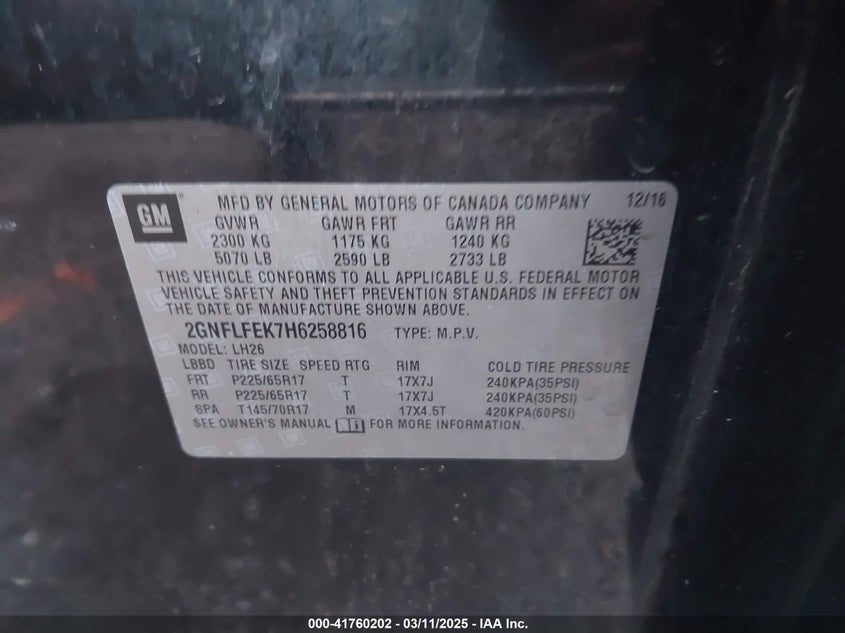 GM
MFD BY GENERAL MOTORS OF CANADA COMPANY 12/16
GVWR GAWR FRT GAWR RR
2300 KG 1175 KG 1240 KG
5070 LB 2590 LB 2733 LB
THIS VEHICLE CONFORMS TO ALL APPLICABLE U.S. FEDERAL MOTOR
VEHICLE SAFETY AND THEFT PREVENTION STANDARDS IN EFFECT ON
THE DATE OF MANUFACTURE SHOWN ABOVE.
2GNFLFEK7H6258816 TYPE: M.P.V.
MODEL: LH26
LBBD TIRE SIZE SPEED RTG RIM COLD TIRE PRESSURE
FRT P225/65R17 T 17X7J 240KPA(35PSI)
RR P225/65R17 T 17X7J 240KPA(35PSI)
SPA T145/70R17 M 17X4.5T 420KPA(60PSI)
SEE OWNER'S MANUAL FOR MORE INFORMATION.
000-41760202 — 03/11/2025 — IAA Inc.